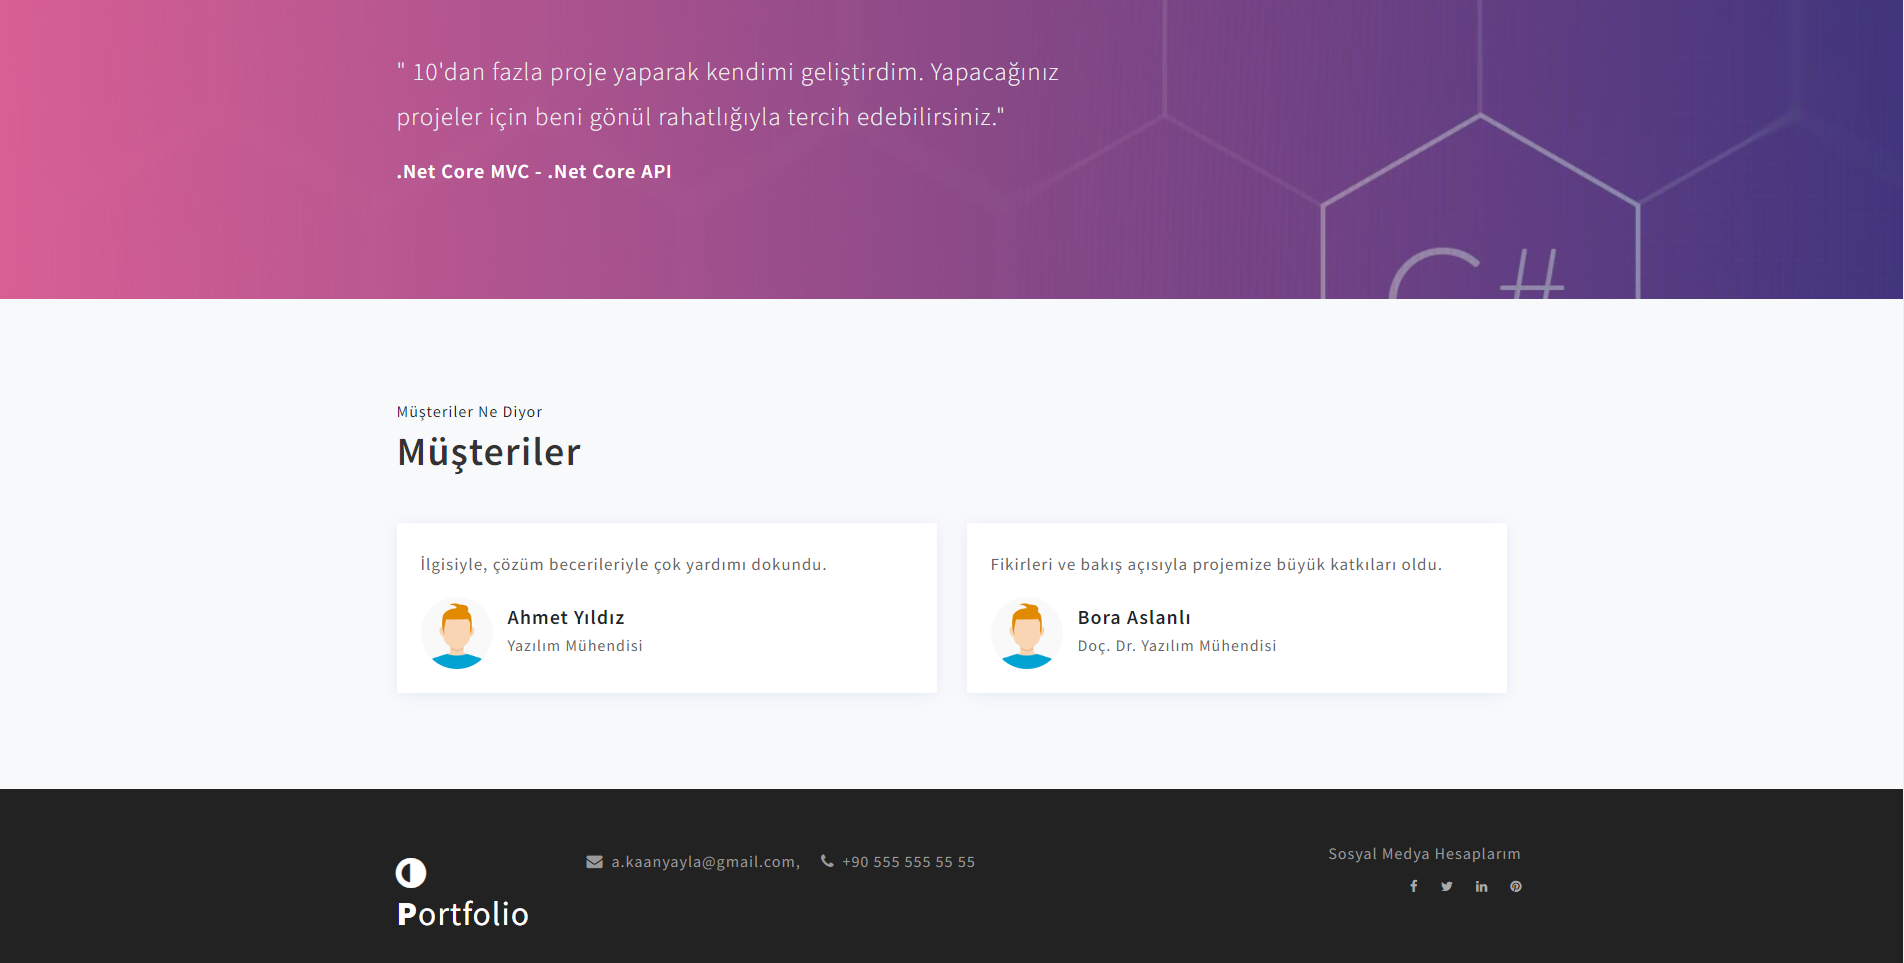 " 10'dan fazla proje yaparak kendimi geliştirdim. Yapacağınız
projeler için beni gönül rahatlığıyla tercih edebilirsiniz."
.Net Core MVC - .Net Core API
C#
Müşteriler Ne Diyor
Müşteriler
İlgisiyle, çözüm becerileriyle çok yardımı dokundu.
Ahmet Yıldız
Yazılım Mühendisi
Fikirleri ve bakış açısıyla projemize büyük katkıları oldu.
Bora Aslanlı
Doç. Dr. Yazılım Mühendisi
Portfolio
a.kaanyayla@gmail.com,
+90 555 555 55 55
Sosyal Medya Hesaplarım